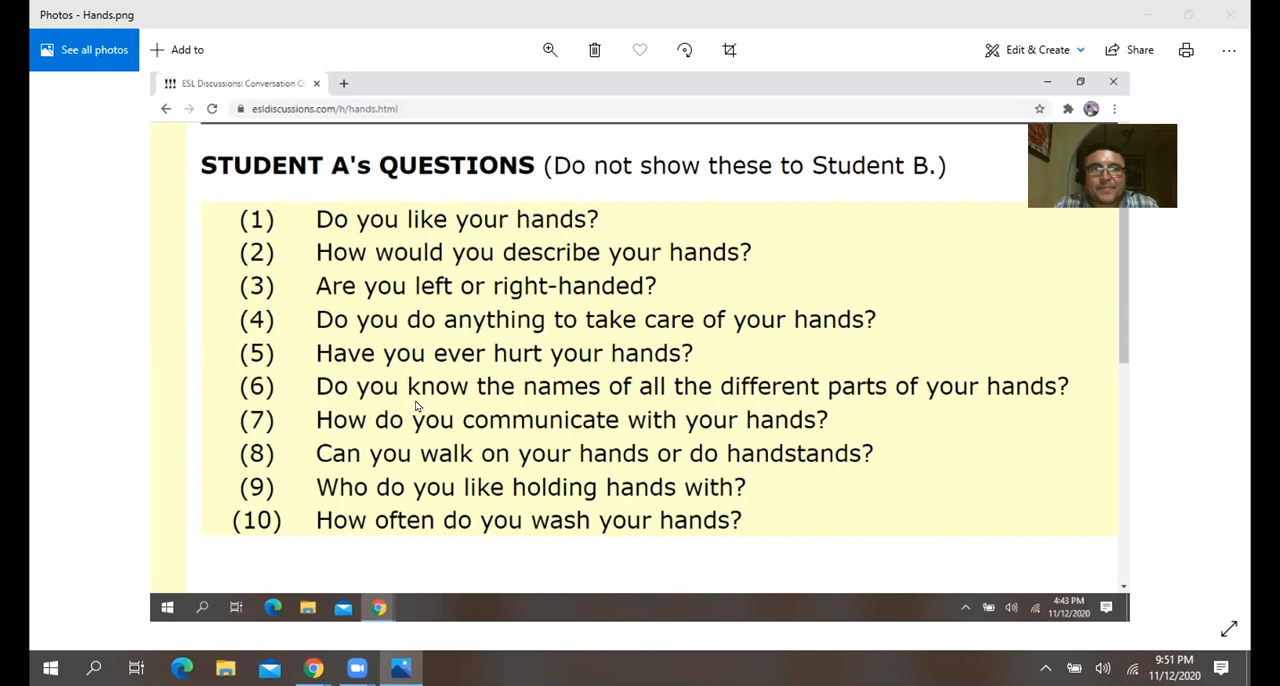 Photos - Hands.png
See all photos
Add to
Edit & Create
Share
ESL Discussions: Conversation Q
esldiscussions.com/h/hands.html
STUDENT A's QUESTIONS (Do not show these to Student B.)
(1) Do you like your hands?
(2) How would you describe your hands?
(3) Are you left or right-handed?
(4) Do you do anything to take care of your hands?
(5) Have you ever hurt your hands?
(6) Do you know the names of all the different parts of your hands?
(7) How do you communicate with your hands?
(8) Can you walk on your hands or do handstands?
(9) Who do you like holding hands with?
(10) How often do you wash your hands?
4:43 PM
11/12/2020
9:51 PM
11/12/2020